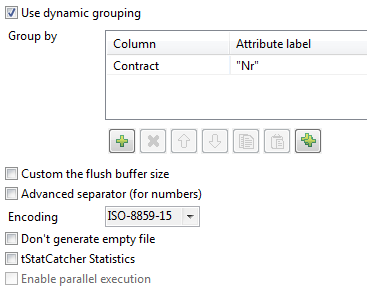 Use dynamic grouping
Group by
Column Attribute label
Contract "Nr"
Custom the flush buffer size
Advanced separator (for numbers)
Encoding ISO-8859-15
Don't generate empty file
tStatCatcher Statistics
Enable parallel execution